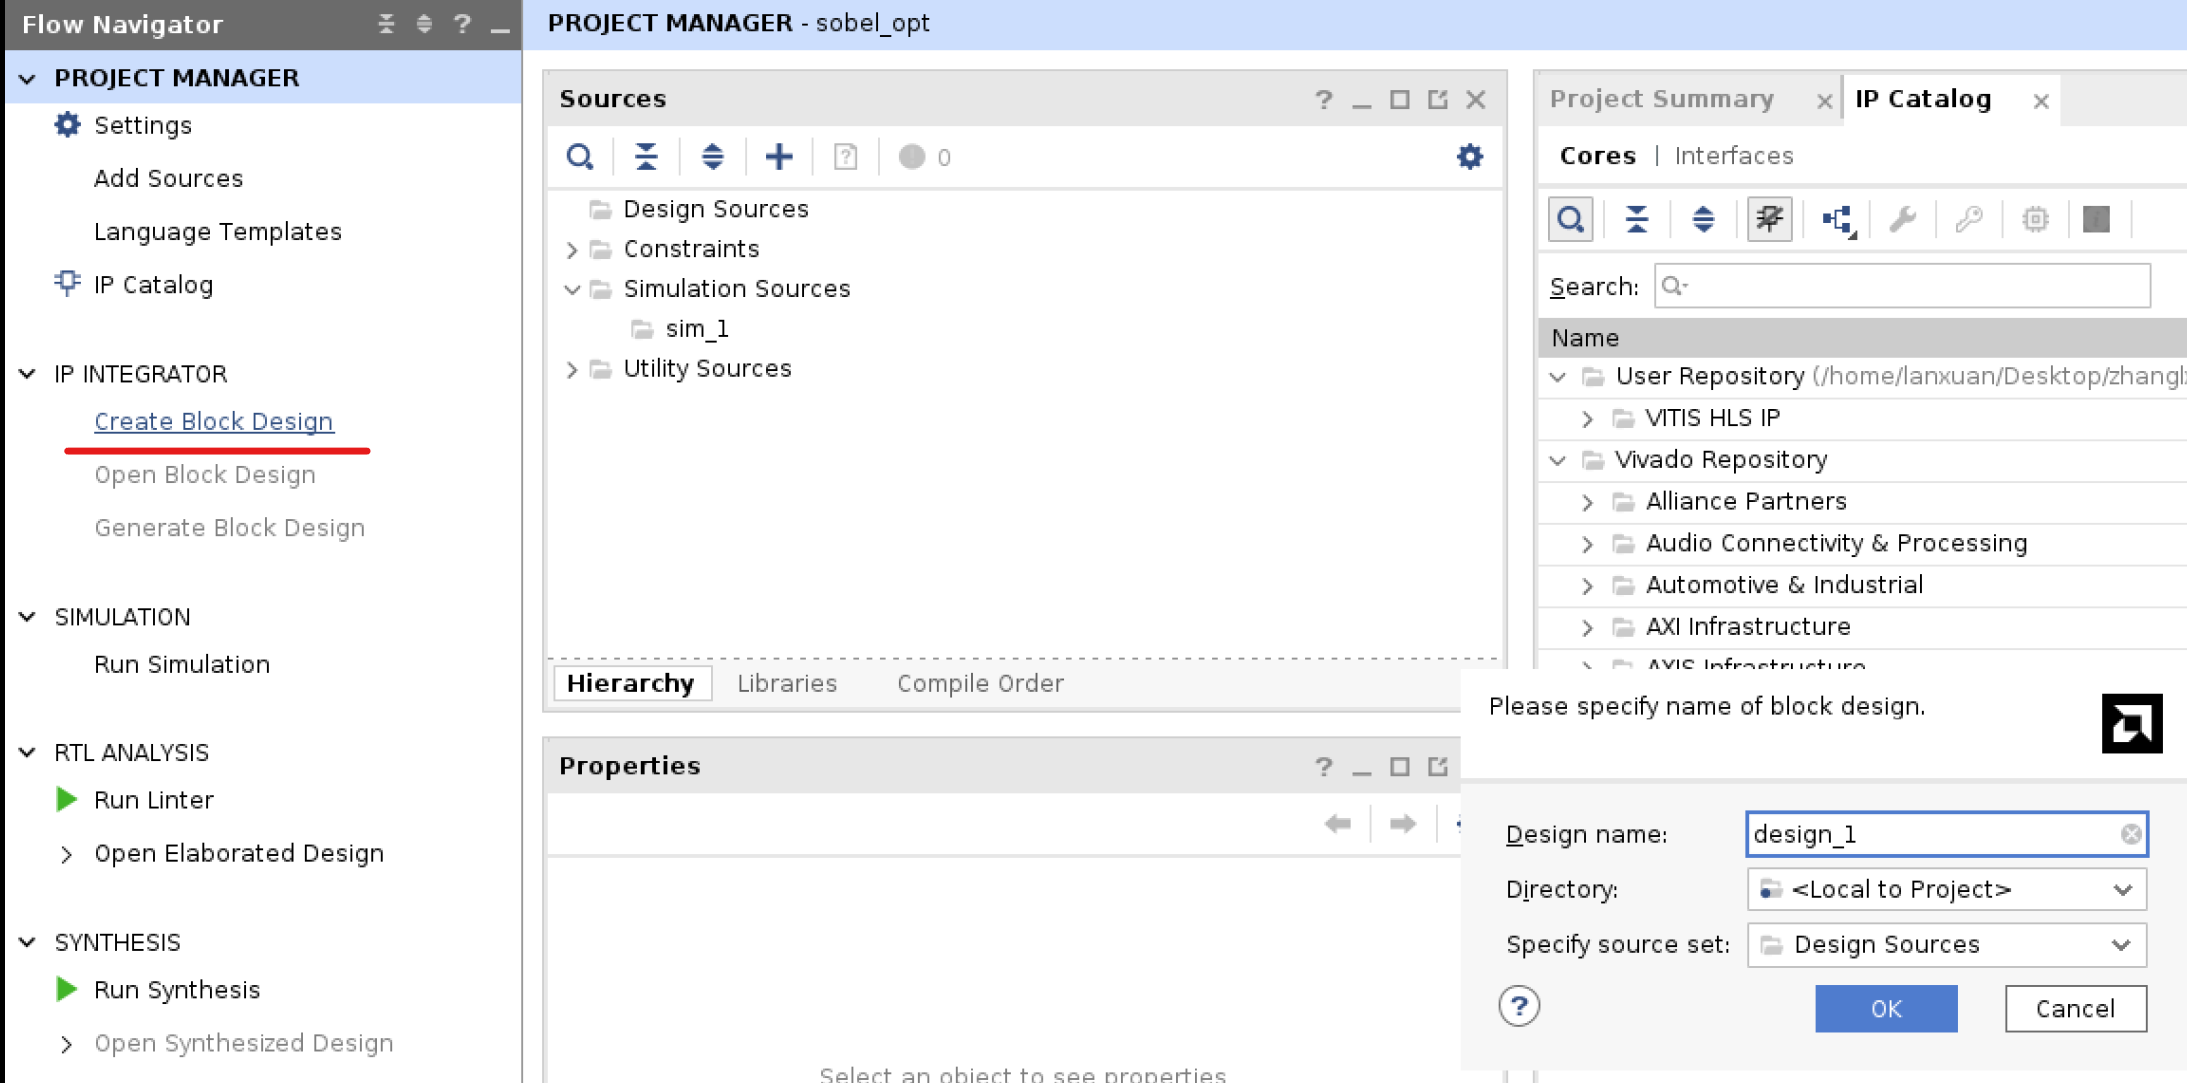 Flow Navigator
PROJECT MANAGER
Settings
Add Sources
Language Templates
IP Catalog
IP INTEGRATOR
Create Block Design
Open Block Design
Generate Block Design
SIMULATION
Run Simulation
RTL ANALYSIS
Run Linter
Open Elaborated Design
SYNTHESIS
Run Synthesis
Open Synthesized Design
PROJECT MANAGER - sobel_opt
Sources
0
Design Sources
Constraints
Simulation Sources
sim_1
Utility Sources
Hierarchy
Libraries
Compile Order
Properties
Select an object to see properties
Project Summary
IP Catalog
Cores | Interfaces
Search:
Name
User Repository (/home/lanxuan/Desktop/zhangl
VITIS HLS IP
Vivado Repository
Alliance Partners
Audio Connectivity & Processing
Automotive & Industrial
AXI Infrastructure
AXIS Infrastructure
Please specify name of block design.
Design name: design_1
Directory: <Local to Project>
Specify source set: Design Sources
OK
Cancel